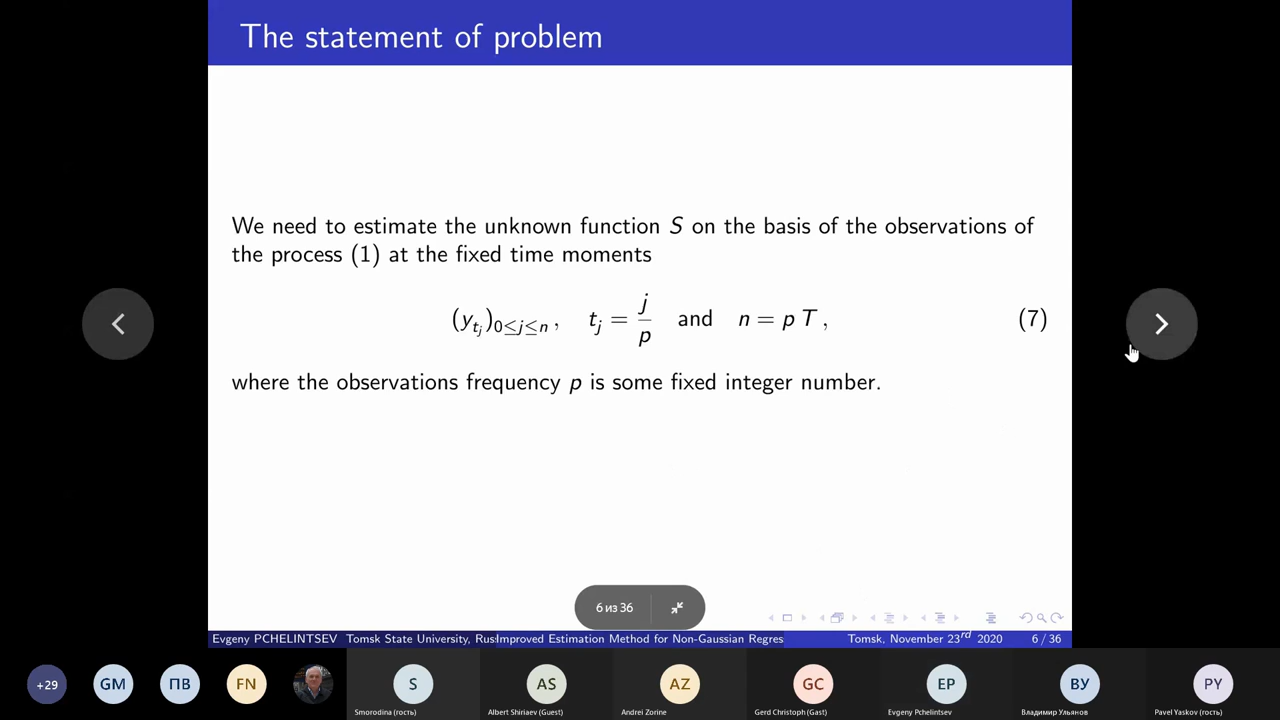 The statement of problem
We need to estimate the unknown function S on the basis of the observations of
the process (1) at the fixed time moments
(y_{t_j})_{0≤j≤n}, t_j = j/p and n = p T, (7)
where the observations frequency p is some fixed integer number.
6 из 36
Evgeny PCHELINTSEV Tomsk State University, Rus Improved Estimation Method for Non-Gaussian Regres Tomsk, November 23rd 2020 6 / 36
+29 GM ПВ FN S AS AZ GC EP ВУ PY
Smorodina (гость) Albert Shiriaev (Guest) Andrei Zorine Gerd Christoph (Gast) Evgeny Pchelintsev Владимир Ульянов Pavel Yaskov (гость)